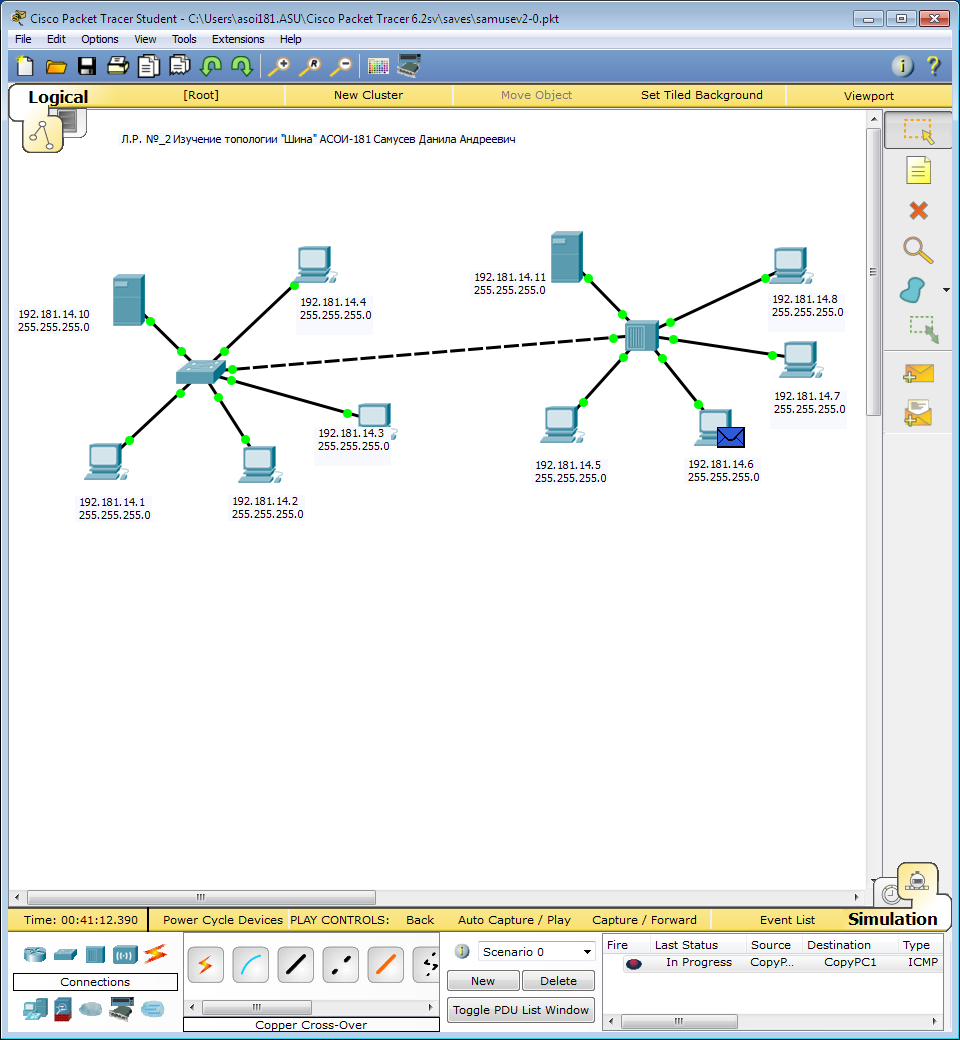 Cisco Packet Tracer Student - C:\Users\asoi181.ASU\Cisco Packet Tracer 6.2sv\saves\samusev2-0.pkt
File Edit Options View Tools Extensions Help
Logical [Root] New Cluster Move Object Set Tiled Background Viewport
Л.Р. №_2 Изучение топологии "Шина" АСОИ-181 Самусев Данила Андреевич
192.181.14.10
255.255.255.0
192.181.14.4
255.255.255.0
192.181.14.11
255.255.255.0
192.181.14.8
255.255.255.0
192.181.14.3
255.255.255.0
192.181.14.7
255.255.255.0
192.181.14.1
255.255.255.0
192.181.14.2
255.255.255.0
192.181.14.5
255.255.255.0
192.181.14.6
255.255.255.0
Time: 00:41:12.390 Power Cycle Devices PLAY CONTROLS: Back Auto Capture / Play Capture / Forward Event List Simulation
Connections
Copper Cross-Over
Scenario 0
New Delete
Toggle PDU List Window
Fire Last Status Source Destination Type
In Progress CopyP... CopyPC1 ICMP